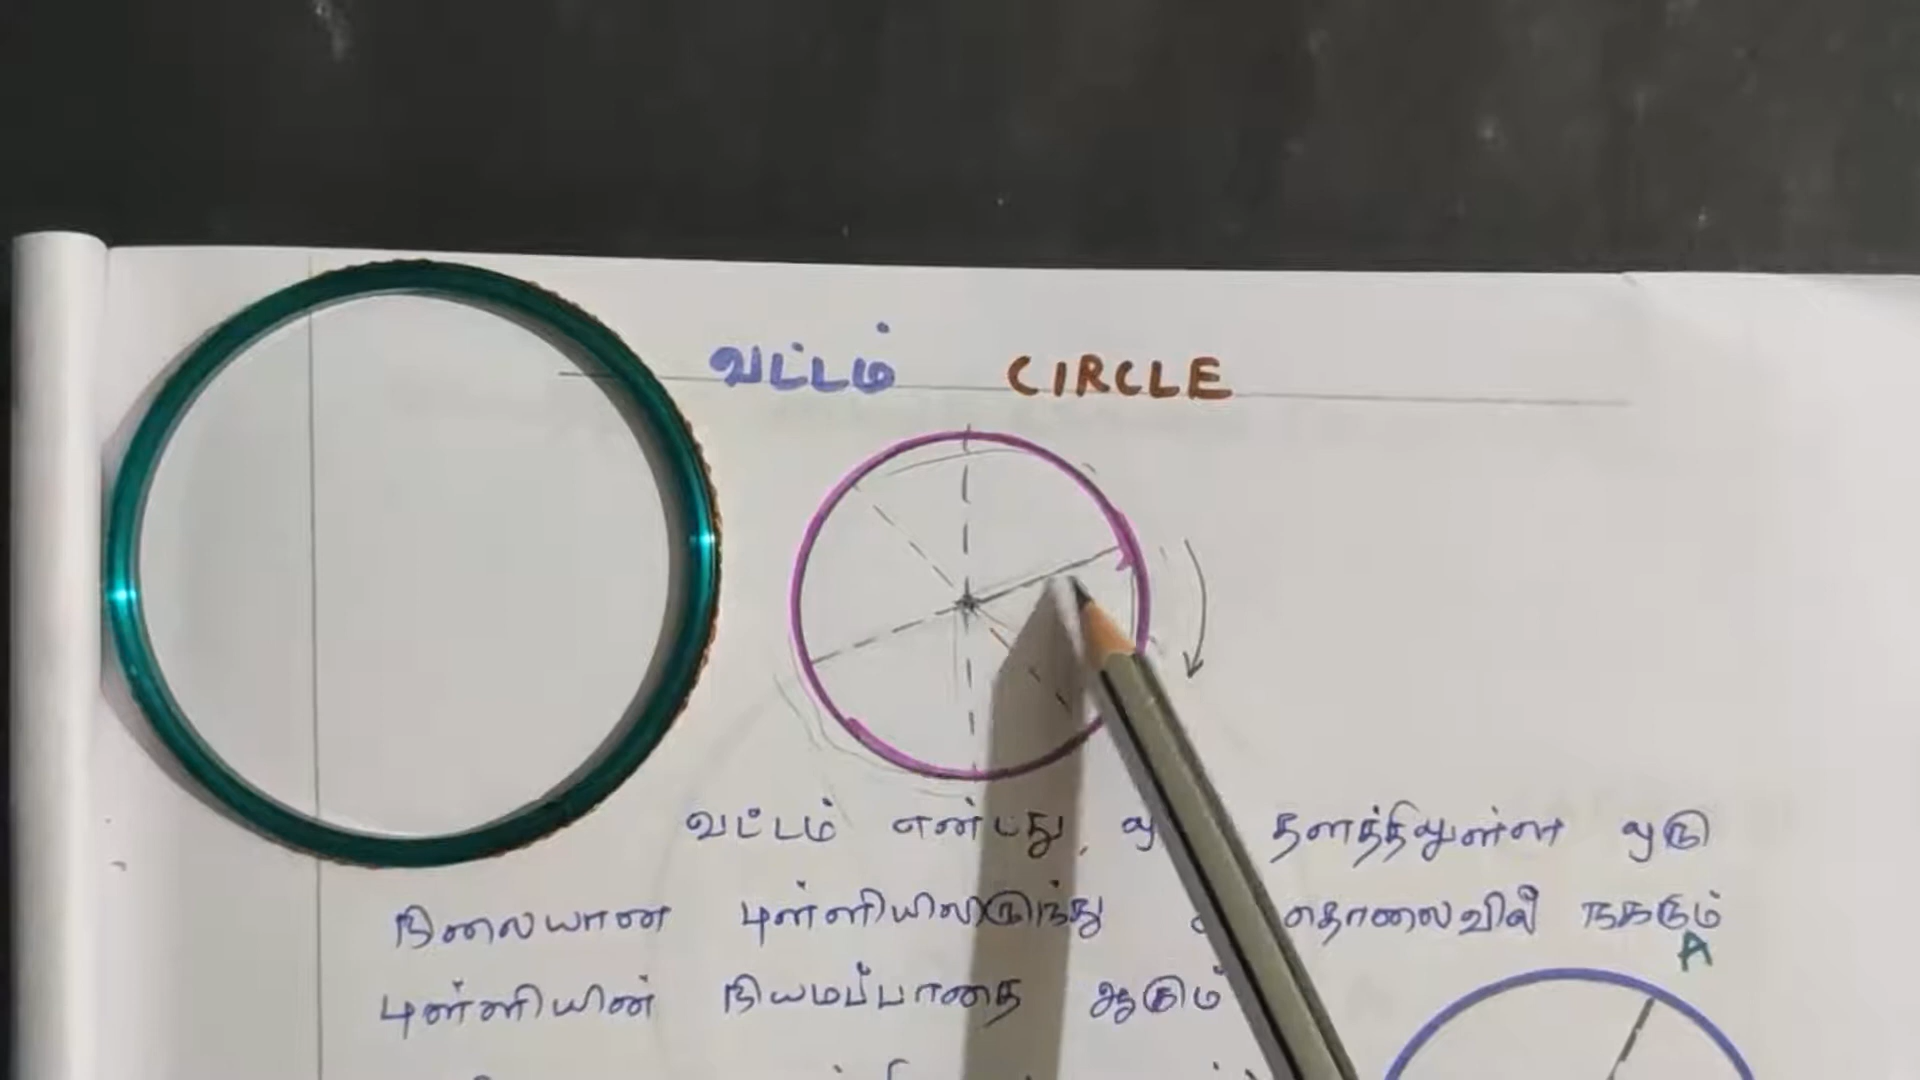 வட்டம் CIRCLE
வட்டம் என்பது, தளத்திலுள்ள ஒரு
நிலையான புள்ளியிலிருந்து தொலைவில் நகரும்
புள்ளியின் நியமப்பாதை ஆகும்
A